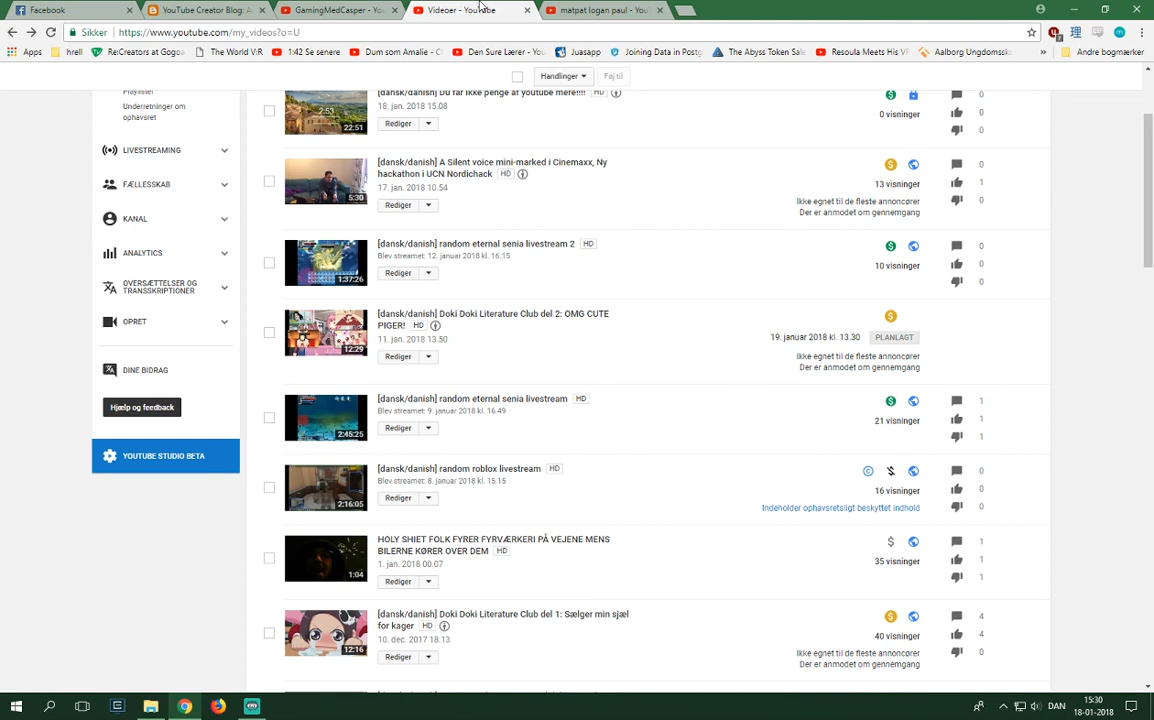 Facebook
YouTube Creator Blog: A
GamingMedCasper - You
Videoer - YouTube
matpat logan paul - YouT
Sikker
https://www.youtube.com/my_videos?o=U
Apps
free
The World V:R
1:42 Se senere
Dum som Amalie - C
Re:Creators at Gogoa
Den Sure Lærer - You
Juasapp
Joining Data in Postg
The Abyss Token Sale
Resoula Meets His VR
Aalborg Ungdomssko
Andre bogmærker
Handlinger
Føj til
Playlister
Underretninger om
ophavsret
LIVESTREAMING
FÆLLESSKAB
KANAL
ANALYTICS
OVERSÆTTELSER OG
TRANSSKRIPTIONER
OPRET
DINE BIDRAG
Hjælp og feedback
YOUTUBE STUDIO BETA
[dansk/danish] Du får ikke penge af youtube mere!!!! HD
18. jan. 2018 15.08
2:53
22:51
Rediger
0
0 visninger
0
0
[dansk/danish] A Silent voice mini-marked i Cinemaxx, Ny
hackathon i UCN Nordichack HD
17. jan. 2018 10.54
5:30
Rediger
0
13 visninger
1
Ikke egnet til de fleste annoncører
0
Der er anmodet om gennemgang
[dansk/danish] random eternal senia livestream 2 HD
Blev streamet: 12. januar 2018 kl. 16.15
1:37:26
Rediger
0
10 visninger
0
0
[dansk/danish] Doki Doki Literature Club del 2: OMG CUTE
PIGER! HD
11. jan. 2018 13.50
12:29
Rediger
19. januar 2018 kl. 13.30 PLANLAGT
Ikke egnet til de fleste annoncører
Der er anmodet om gennemgang
[dansk/danish] random eternal senia livestream HD
Blev streamet: 9. januar 2018 kl. 16.49
2:45:25
Rediger
1
21 visninger
1
1
[dansk/danish] random roblox livestream HD
Blev streamet: 8. januar 2018 kl. 15.15
2:16:05
Rediger
0
16 visninger
0
Indeholder ophavsretsligt beskyttet indhold
0
HOLY SHIET FOLK FYRER FYRVÆRKERI PÅ VEJENE MENS
BILERNE KØRER OVER DEM HD
1. jan. 2018 00.07
1:04
Rediger
1
35 visninger
1
1
[dansk/danish] Doki Doki Literature Club del 1: Sælger min sjæl
for kager HD
10. dec. 2017 18.13
12:16
Rediger
4
40 visninger
4
Ikke egnet til de fleste annoncører
0
Der er anmodet om gennemgang
DAN
15:30
18-01-2018